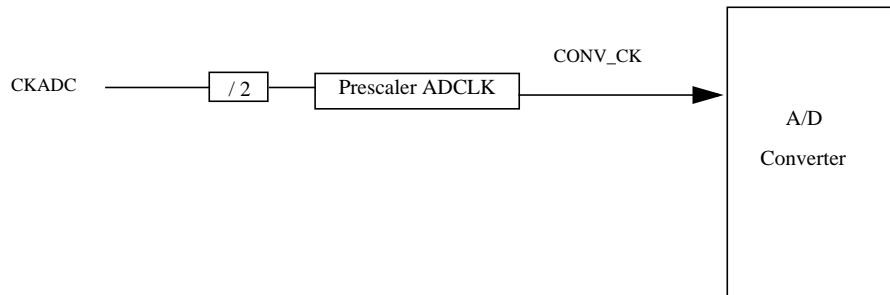 CONV_CK
CKADC
/ 2
Prescaler ADCLK
A/D
Converter